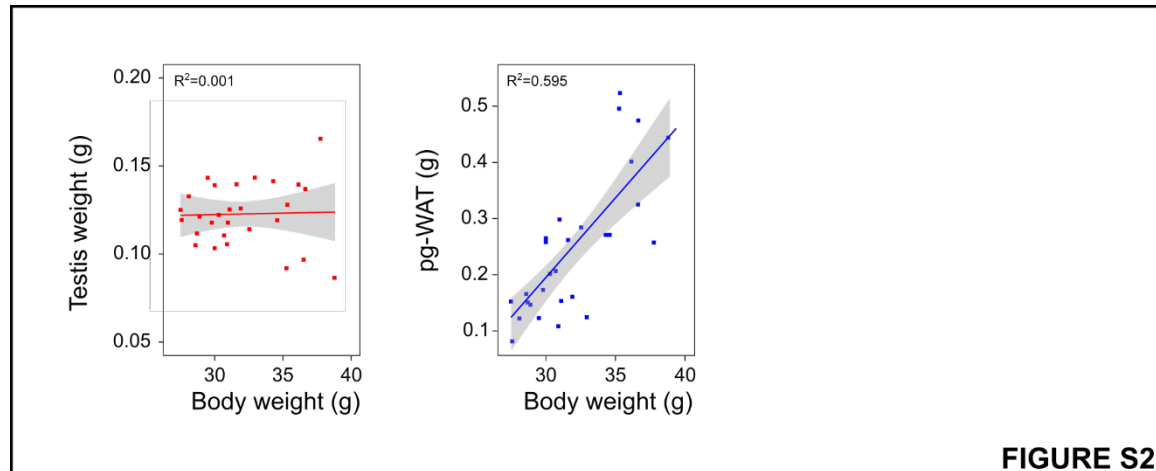 R²=0.001
0.20
0.15
0.10
0.05
Testis weight (g)
30 35 40
Body weight (g)
R²=0.595
0.5
0.4
0.3
0.2
0.1
pg-WAT (g)
30 35 40
Body weight (g)
FIGURE S2